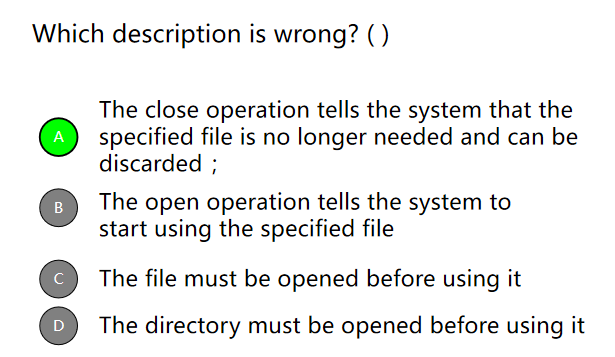 Which description is wrong? ( )
The close operation tells the system that the
A specified file is no longer needed and can be
discarded；
B The open operation tells the system to
start using the specified file
C The file must be opened before using it
D The directory must be opened before using it